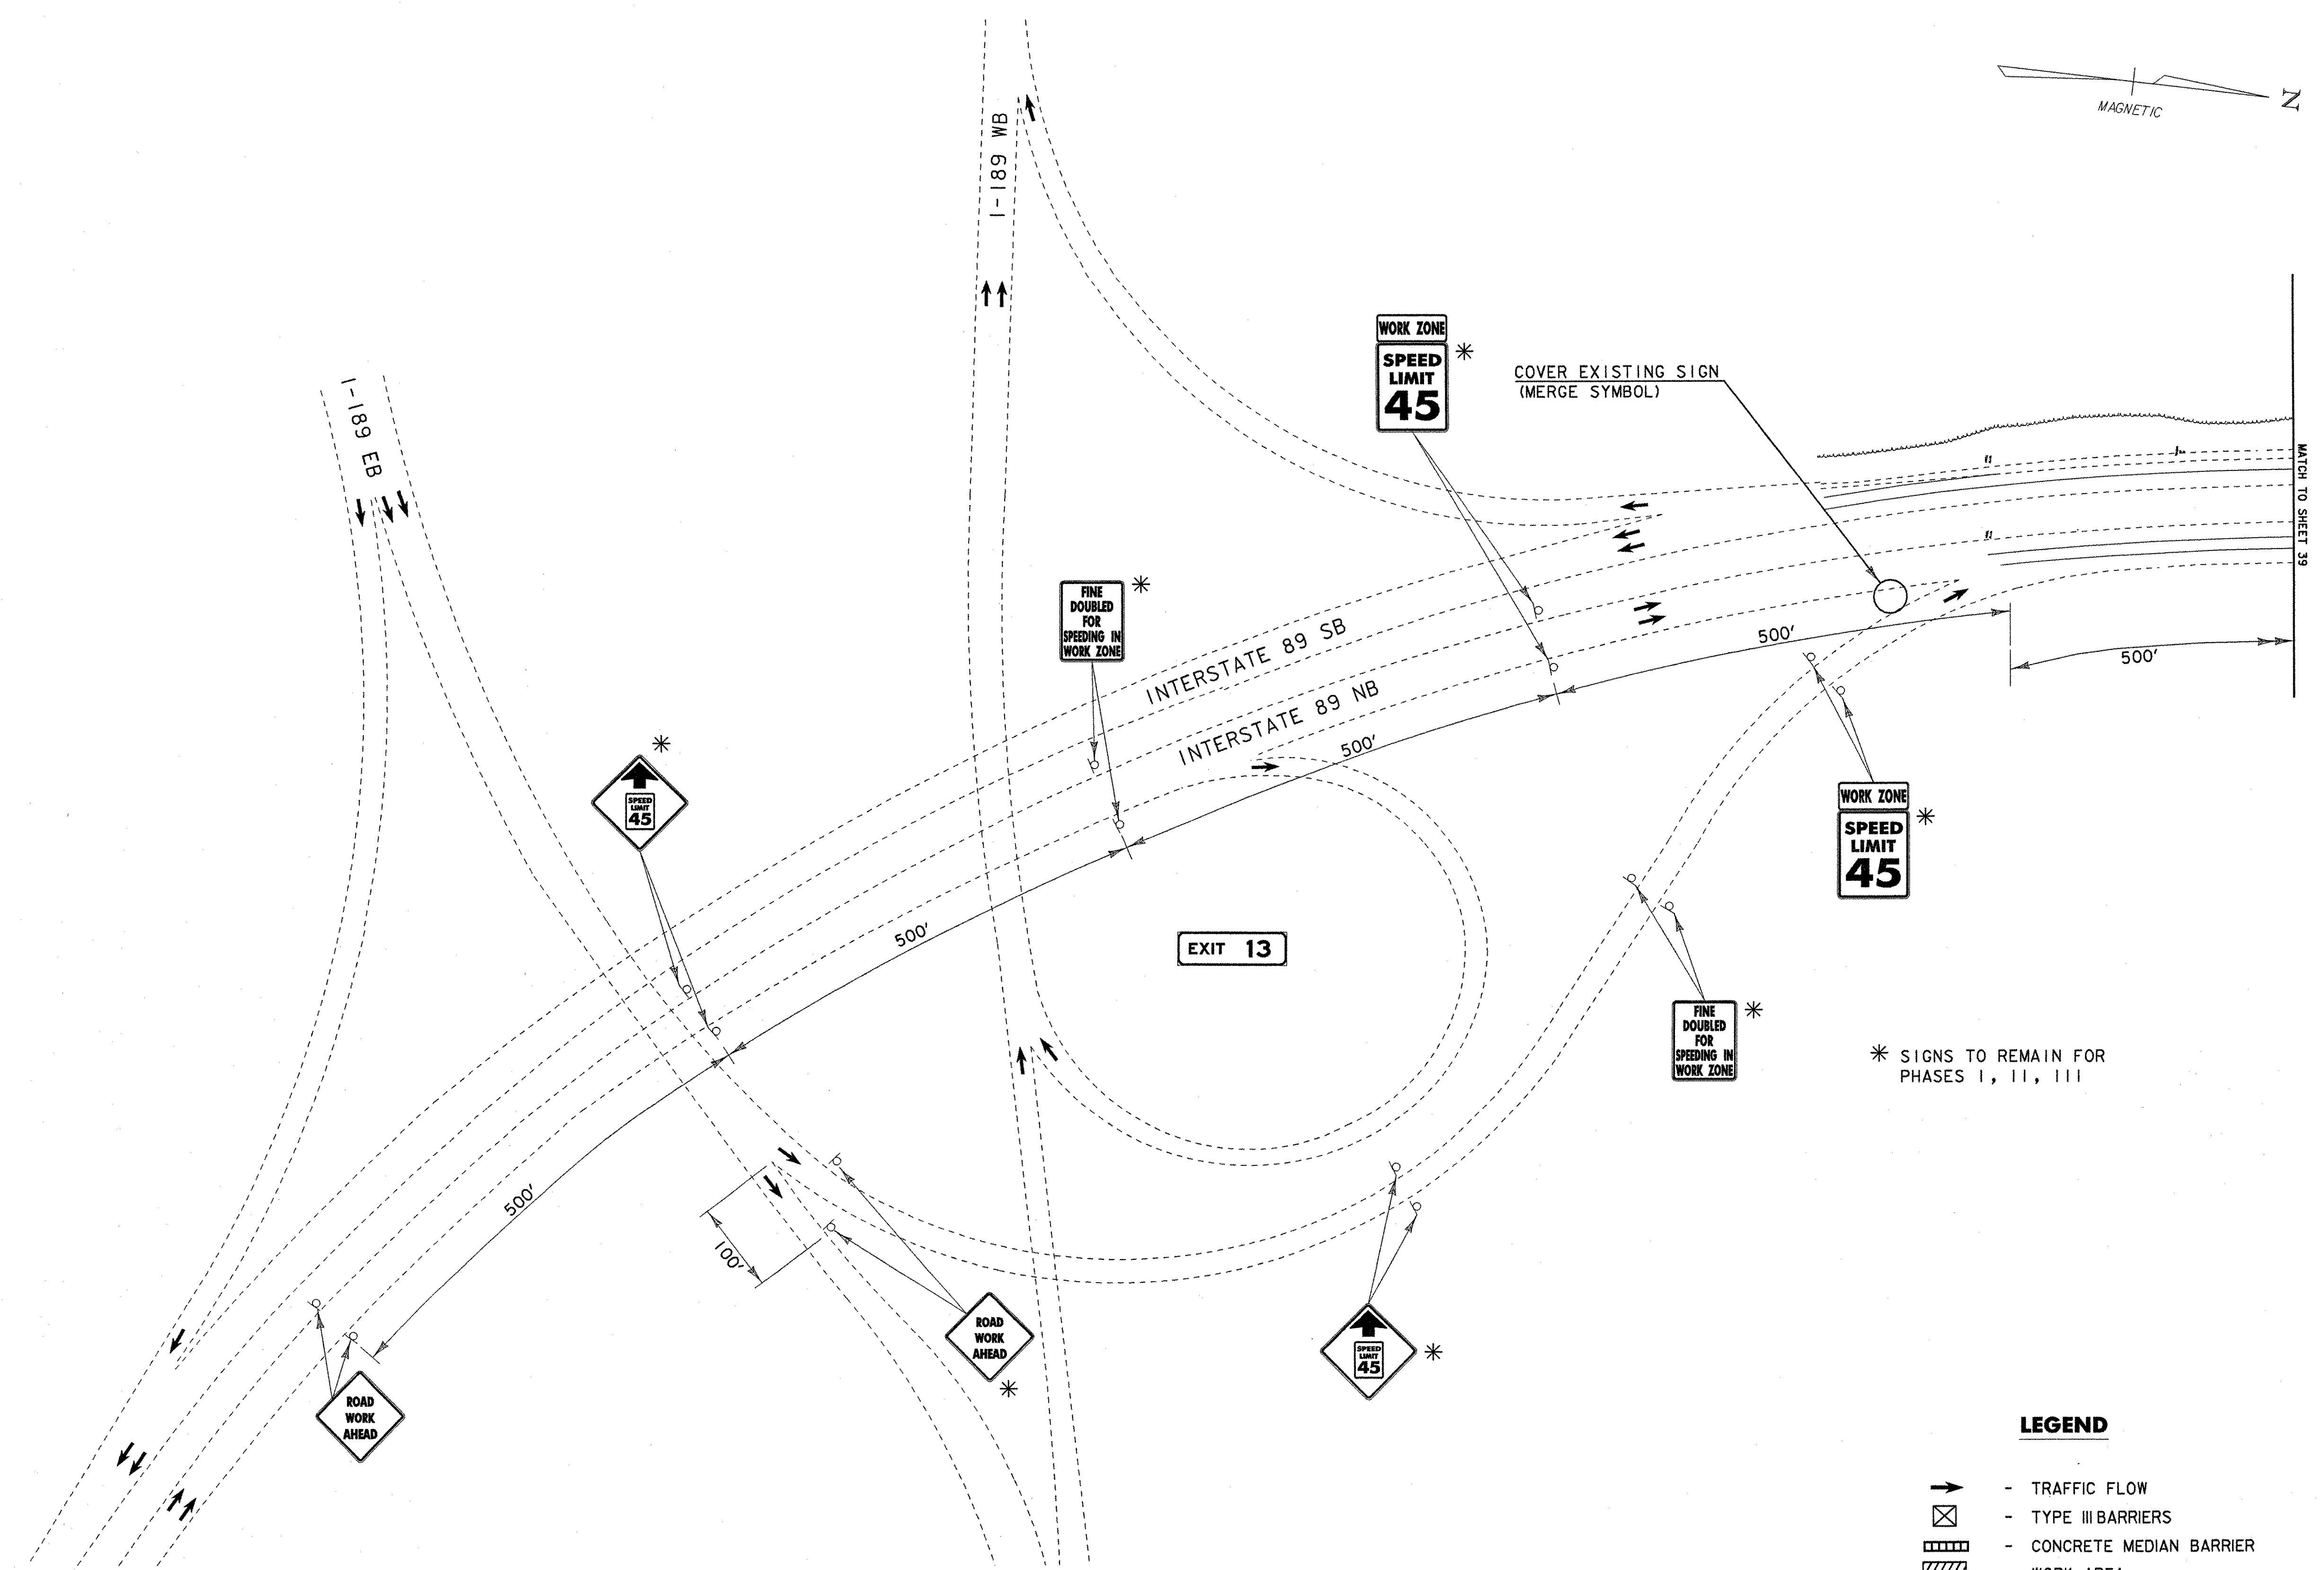 MAGNETIC
N
I-189 WB
I-189 EB
WORK ZONE
SPEED
LIMIT
45
COVER EXISTING SIGN
(MERGE SYMBOL)
MATCH TO SHEET 39
FINE
DOUBLED
FOR
SPEEDING IN
WORK ZONE
INTERSTATE 89 SB
INTERSTATE 89 NB
500'
500'
500'
500'
500'
SPEED
LIMIT
45
WORK ZONE
SPEED
LIMIT
45
EXIT 13
FINE
DOUBLED
FOR
SPEEDING IN
WORK ZONE
* SIGNS TO REMAIN FOR
PHASES I, II, III
100'
ROAD
WORK
AHEAD
SPEED
LIMIT
45
ROAD
WORK
AHEAD
LEGEND
- TRAFFIC FLOW
- TYPE III BARRIERS
- CONCRETE MEDIAN BARRIER